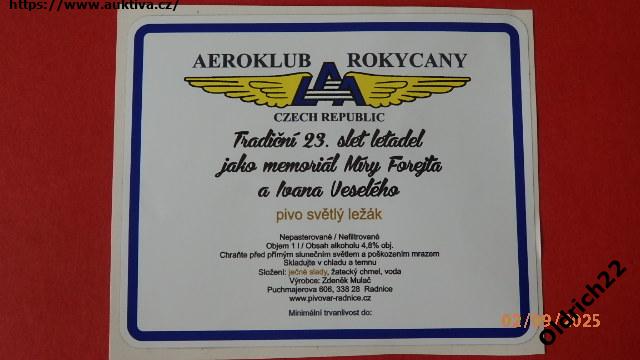 https://www.auktiva.cz/
AEROKLUB ROKYCANY
CZECH REPUBLIC
Tradiční 23. slet letadel
jako memoriál Míry Forejta
a Ivana Veselého
pivo světlý ležák
Nepasterované / Nefiltrované
Objem 1 l / Obsah alkoholu 4,8% obj.
Chraňte před přímým slunečním světlem a poškozením mrazem
Skladujte v chladu a temnu
Složení: ječné slady, žatecký chmel, voda
Výrobce: Zdeněk Mulač
Puchmajerova 606, 338 28 Radnice
www.pivovar-radnice.cz
Minimální trvanlivost do:
02/09/2025
Oldrich22